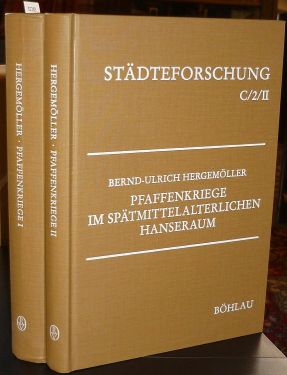 HERGEMÖLLER · PFAFFENKRIEGE I
HERGEMÖLLER · PFAFFENKRIEGE II
STÄDTEFORSCHUNG
C/2/II
BERND-ULRICH HERGEMÖLLER
PFAFFENKRIEGE
IM SPÄTMITTELALTERLICHEN
HANSERAUM
BÖHLAU